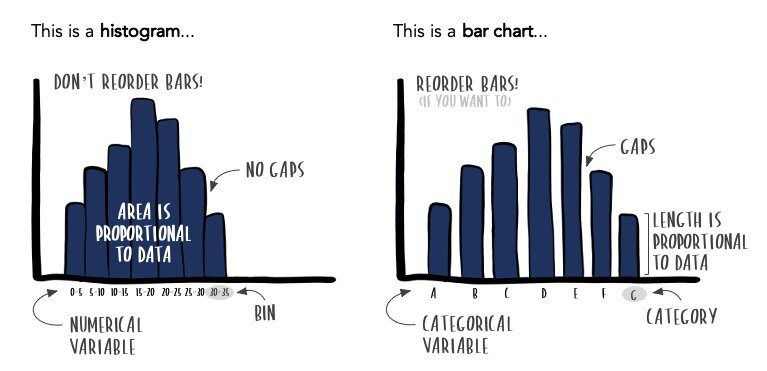 This is a histogram...
DON'T REORDER BARS!
NO GAPS
AREA IS
PROPORTIONAL
TO DATA
0-5 5-10 10-15 15-20 20-25 25-30 30-35
NUMERICAL
VARIABLE
BIN
This is a bar chart...
REORDER BARS!
(IF YOU WANT TO)
GAPS
LENGTH IS
PROPORTIONAL
TO DATA
A B C D E F G
CATEGORICAL
VARIABLE
CATEGORY